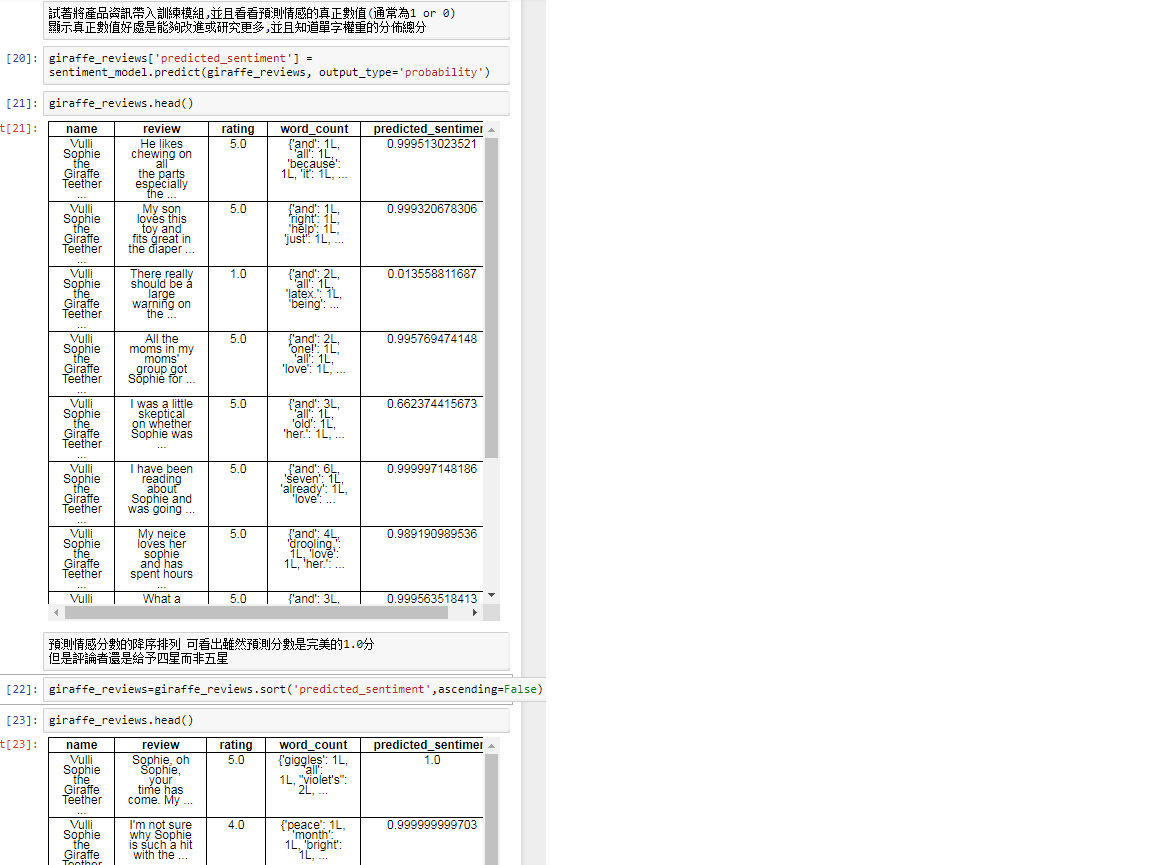 試著將產品資訊帶入訓練模組,並且看看預測情感的真正數值(通常為1 or 0)
顯示真正數值好處是能夠改進或研究更多,並且知道單字權重的分佈總分
[20]: giraffe_reviews['predicted_sentiment'] =
sentiment_model.predict(giraffe_reviews, output_type='probability')
[21]: giraffe_reviews.head()
t[21]:
name review rating word_count predicted_sentimer
Vulli He likes 5.0 {'and': 1L, 0.999513023521
Sophie chewing on 'all': 1L,
the all 'because':
Giraffe the parts 1L, 'it': 1L, ...
Teether especially
... the ...
Vulli My son 5.0 {'and': 1L, 0.999320678306
Sophie loves this 'right': 1L,
the toy and 'help': 1L,
Giraffe fits great in 'just': 1L, ...
Teether the diaper ...
...
Vulli There really 1.0 {'and': 2L, 0.013558811687
Sophie should be a 'all': 1L,
the large 'latex.': 1L,
Giraffe warning on 'being': ...
Teether the ...
...
Vulli All the 5.0 {'and': 2L, 0.995769474148
Sophie moms in my 'one!': 1L,
the moms' 'all': 1L,
Giraffe group got 'love': 1L, ...
Teether Sophie for ...
...
Vulli I was a little 5.0 {'and': 3L, 0.662374415673
Sophie skeptical 'all': 1L,
the on whether 'old': 1L,
Giraffe Sophie was 'her.': 1L, ...
Teether ...
...
Vulli I have been 5.0 {'and': 6L, 0.999997148186
Sophie reading 'seven': 1L,
the about 'already': 1L,
Giraffe Sophie and 'love': ...
Teether was going ...
...
Vulli My neice 5.0 {'and': 4L, 0.989190989536
Sophie loves her 'drooling,':
the sophie 1L, 'love':
Giraffe and has 1L, 'her.': ...
Teether spent hours
... ...
Vulli What a 5.0 {'and': 3L, 0.999563518413
預測情感分數的降序排列 可看出雖然預測分數是完美的1.0分
但是評論者還是給予四星而非五星
[22]: giraffe_reviews=giraffe_reviews.sort('predicted_sentiment',ascending=False)
[23]: giraffe_reviews.head()
t[23]:
name review rating word_count predicted_sentimer
Vulli Sophie, oh 5.0 {'giggles': 1L, 1.0
Sophie Sophie, 'all':
the your 1L, "violet's":
Giraffe time has 2L, ...
Teether come. My ...
...
Vulli I'm not sure 4.0 {'peace': 1L, 0.999999999703
Sophie why Sophie 'month':
the is such a hit 1L, 'bright':
Giraffe with the ... 1L, ...
Teether